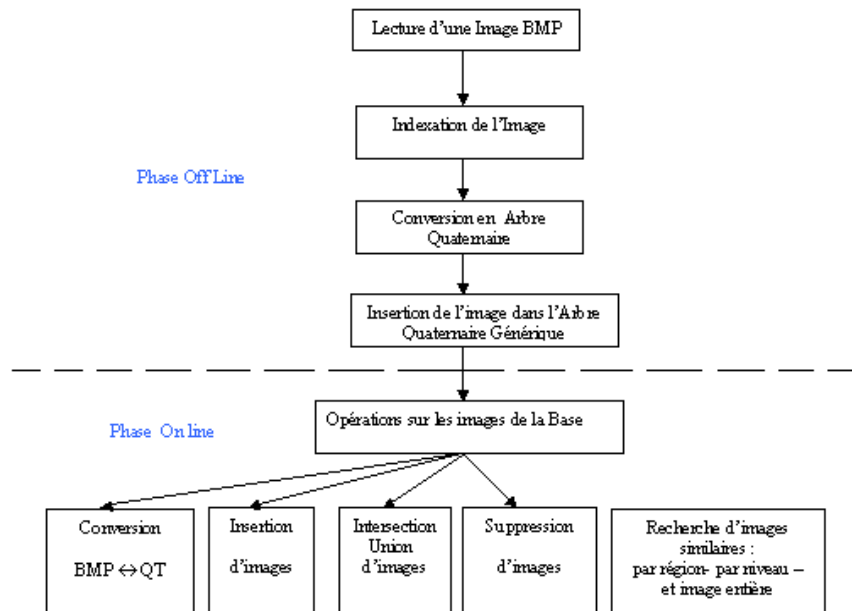 Lecture d'une Image BMP
Indexation de l'Image
Phase Off Line
Conversion en Arbre
Quaternaire
Insertion de l'image dans l'Arbre
Quaternaire Générique
Opérations sur les images de la Base
Phase On line
Conversion
BMP ↔ QT
Insertion
d'images
Intersection
Union
d'images
Suppression
d'images
Recherche d'images
similaires :
par région- par niveau –
et image entière